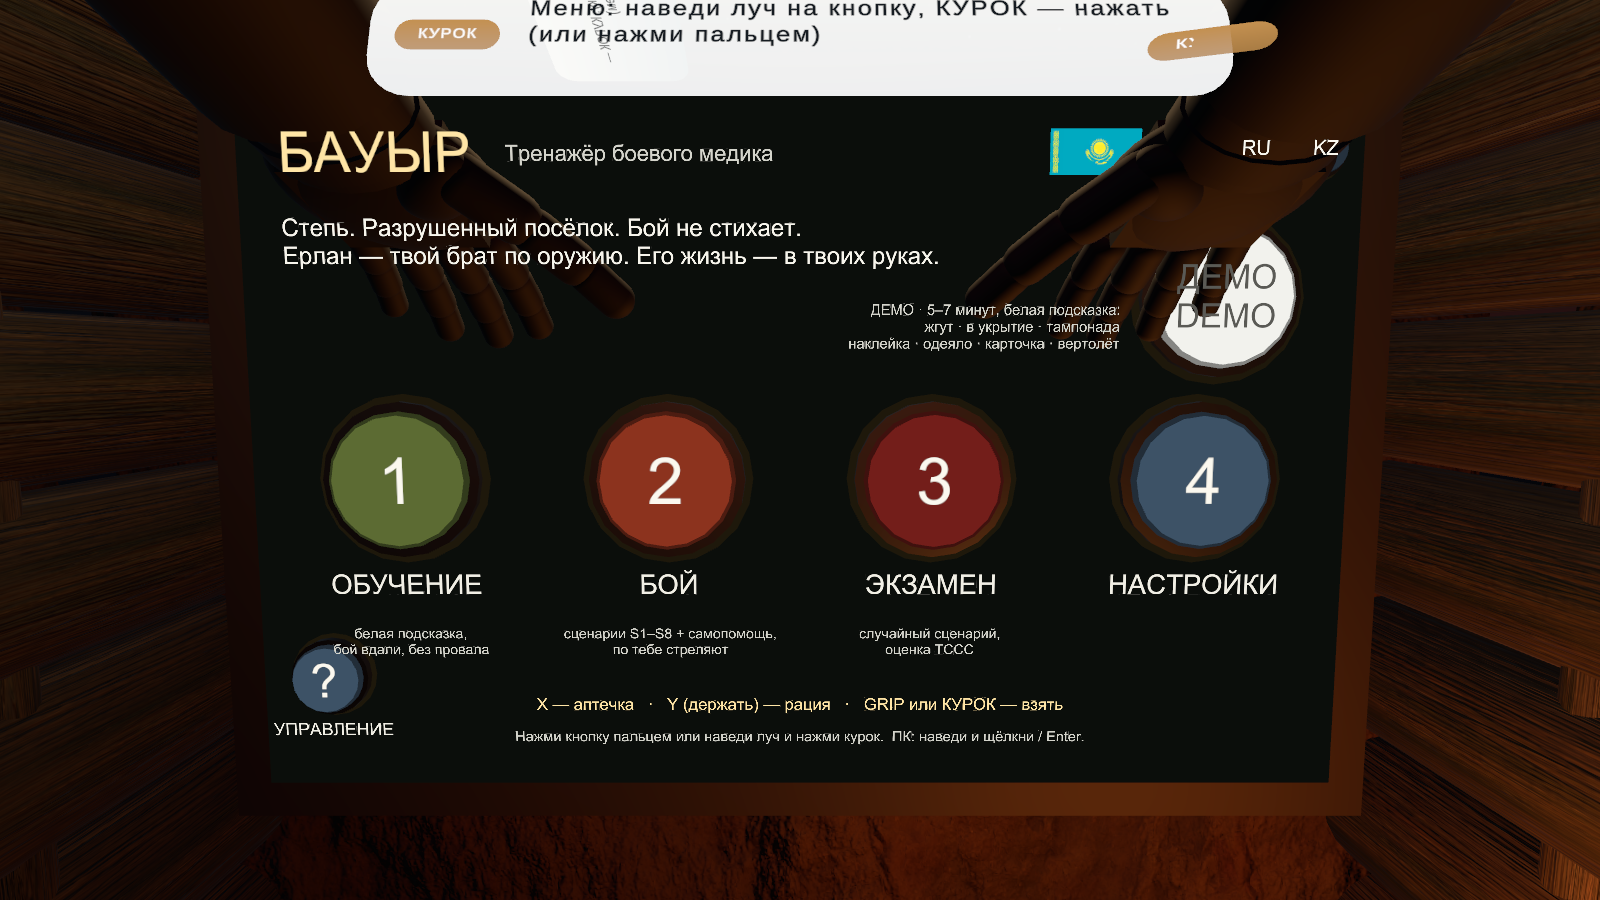 Меню: наведи луч на кнопку, КУРОК — нажать
(или нажми пальцем)
КУРОК
БАУЫР
Тренажёр боевого медика
RU
KZ
Степь. Разрушенный посёлок. Бой не стихает.
Ерлан — твой брат по оружию. Его жизнь — в твоих руках.
ДЕМО
DEMO
ДЕМО · 5–7 минут, белая подсказка:
жгут · в укрытие · тампонада
наклейка · одеяло · карточка · вертолёт
1
2
3
4
ОБУЧЕНИЕ
БОЙ
ЭКЗАМЕН
НАСТРОЙКИ
белая подсказка,
бой вдали, без провала
сценарии S1–S8 + самопомощь,
по тебе стреляют
случайный сценарий,
оценка ТССС
?
УПРАВЛЕНИЕ
X — аптечка · Y (держать) — рация · GRIP или КУРОК — взять
Нажми кнопку пальцем или наведи луч и нажми курок. ПК: наведи и щёлкни / Enter.